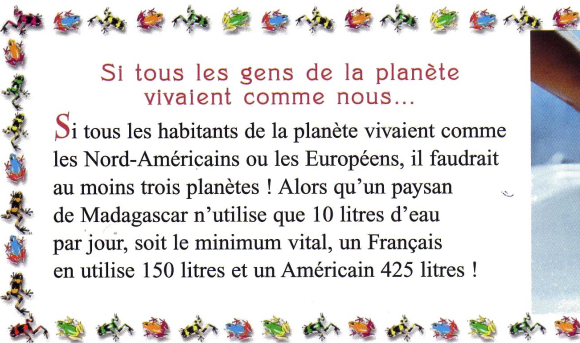 Si tous les gens de la planète
vivaient comme nous...
Si tous les habitants de la planète vivaient comme
les Nord-Américains ou les Européens, il faudrait
au moins trois planètes ! Alors qu'un paysan
de Madagascar n'utilise que 10 litres d'eau
par jour, soit le minimum vital, un Français
en utilise 150 litres et un Américain 425 litres !